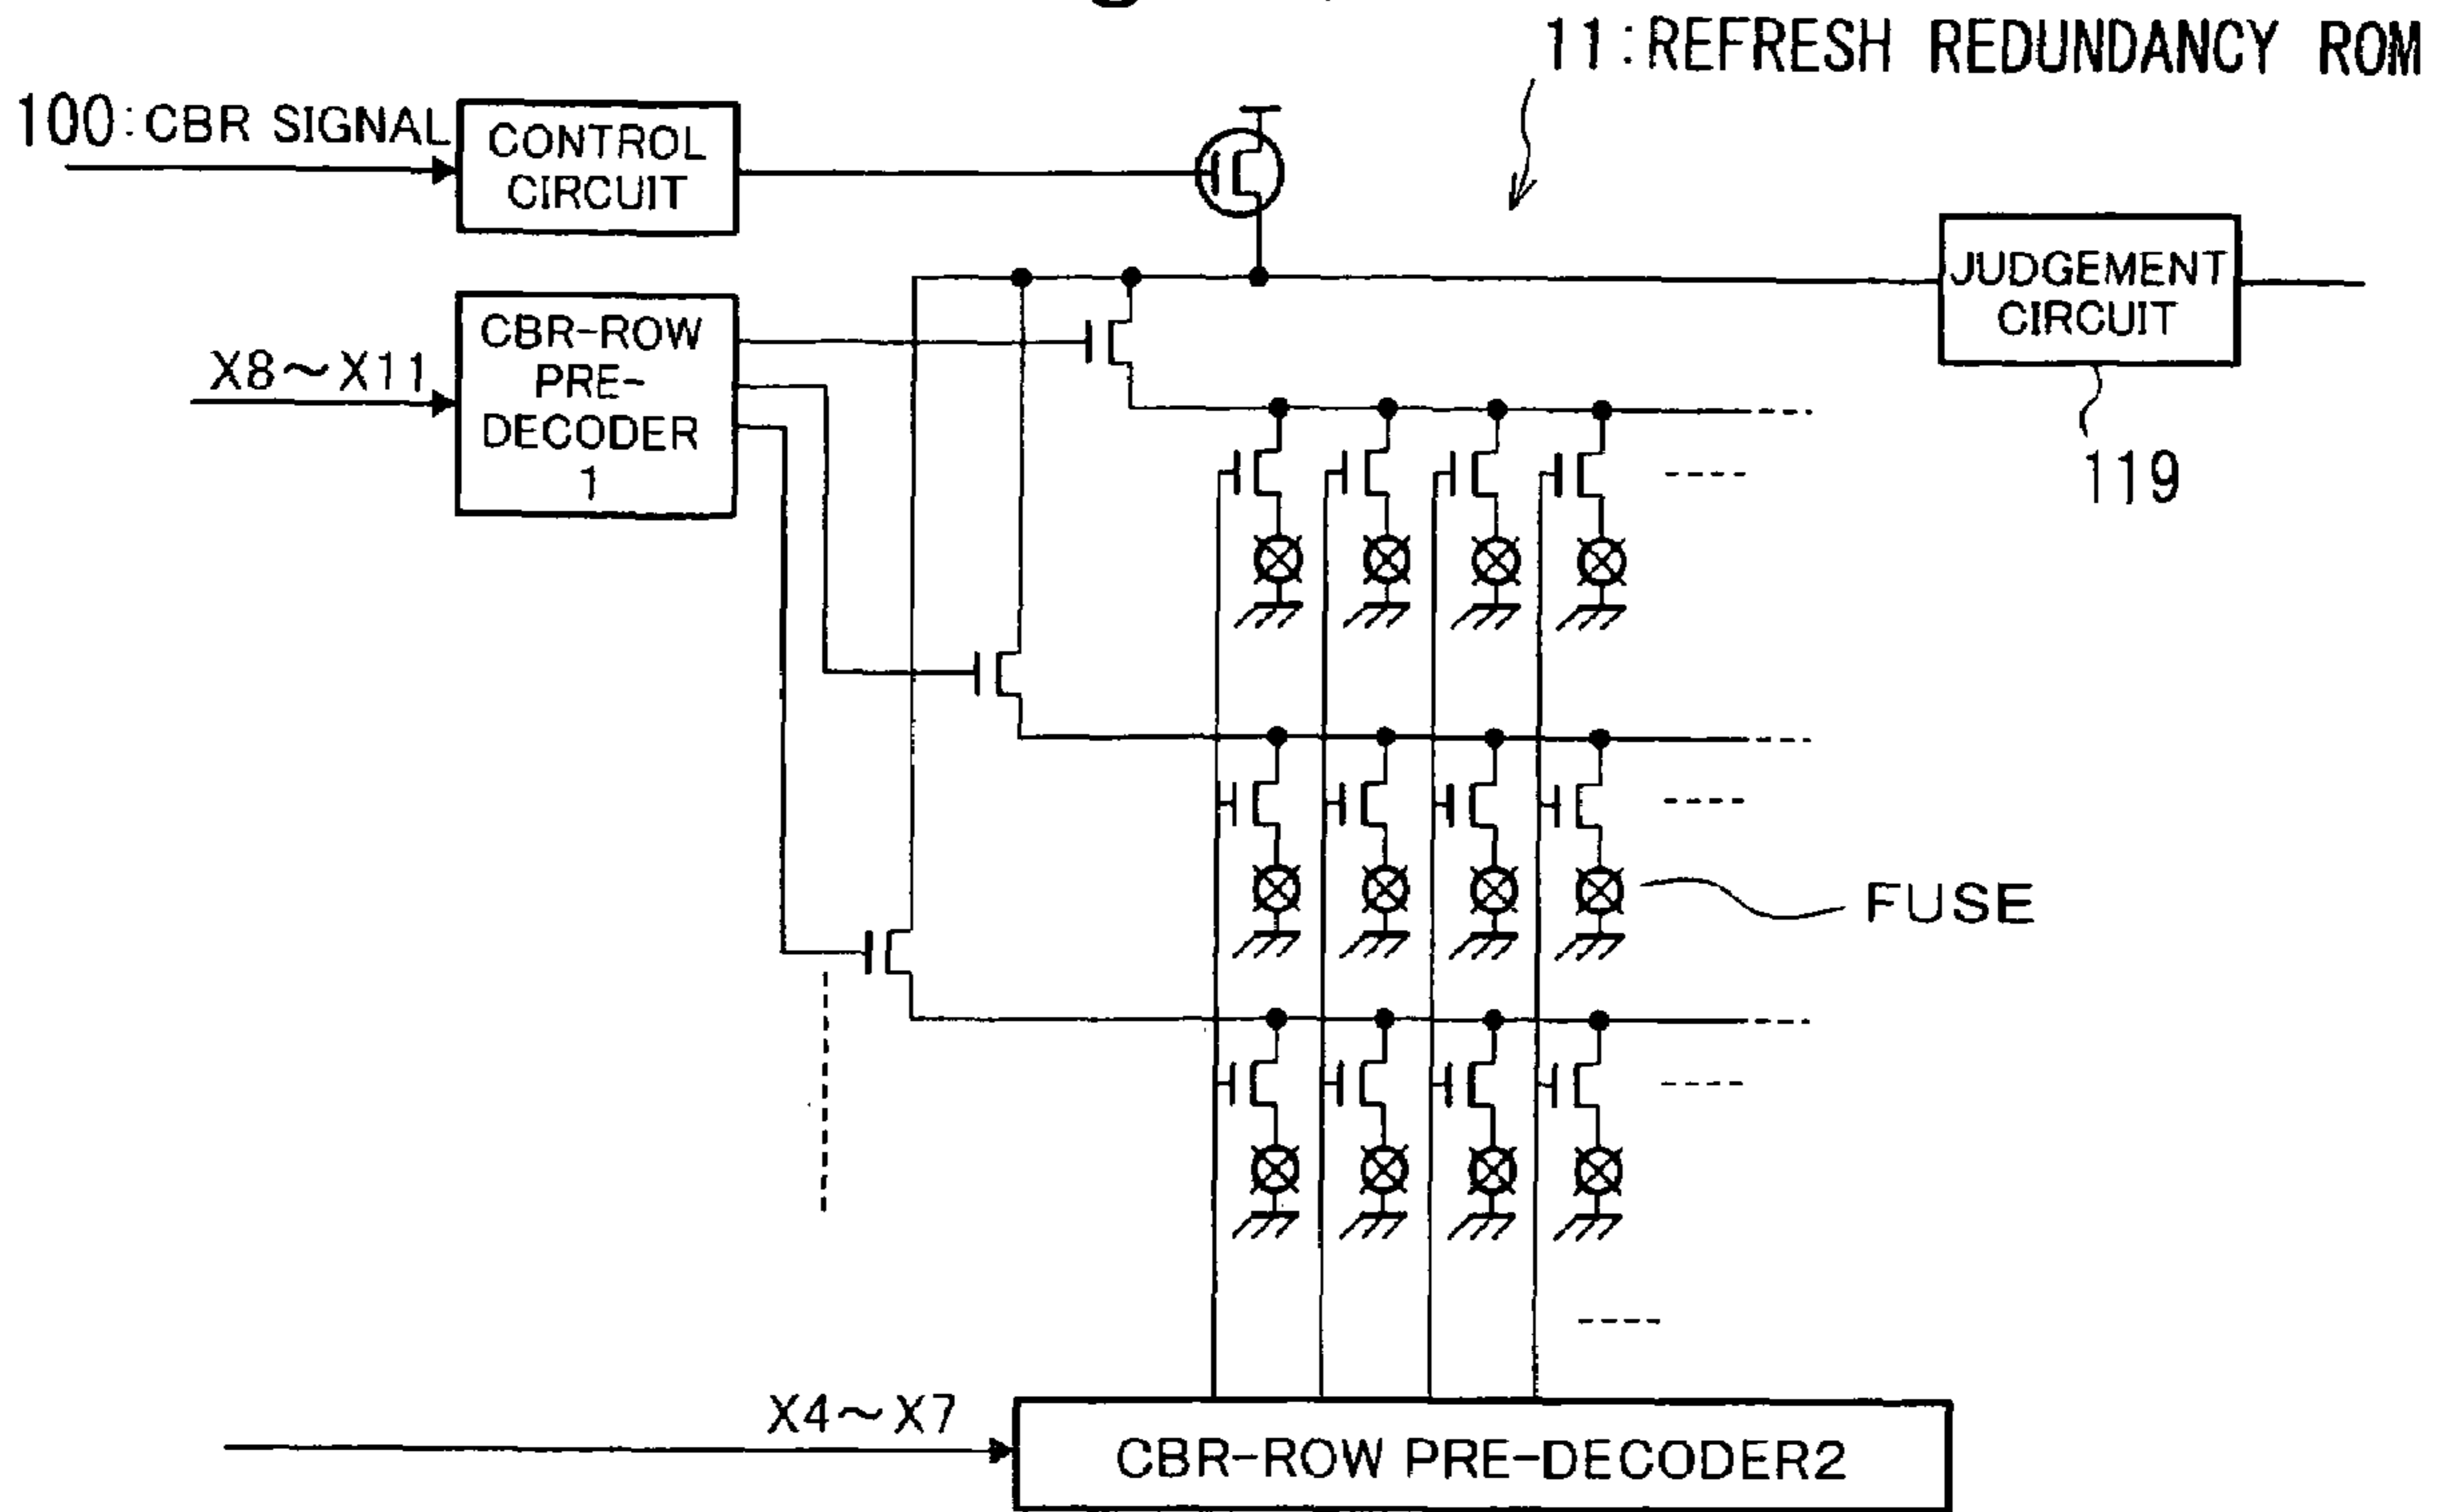 11:REFRESH REDUNDANCY ROM
100:CBR SIGNAL
CONTROL
CIRCUIT
JUDGEMENT
CIRCUIT
119
X8～X11
CBR-ROW
PRE-
DECODER
1
FUSE
X4～X7
CBR-ROW PRE-DECODER2